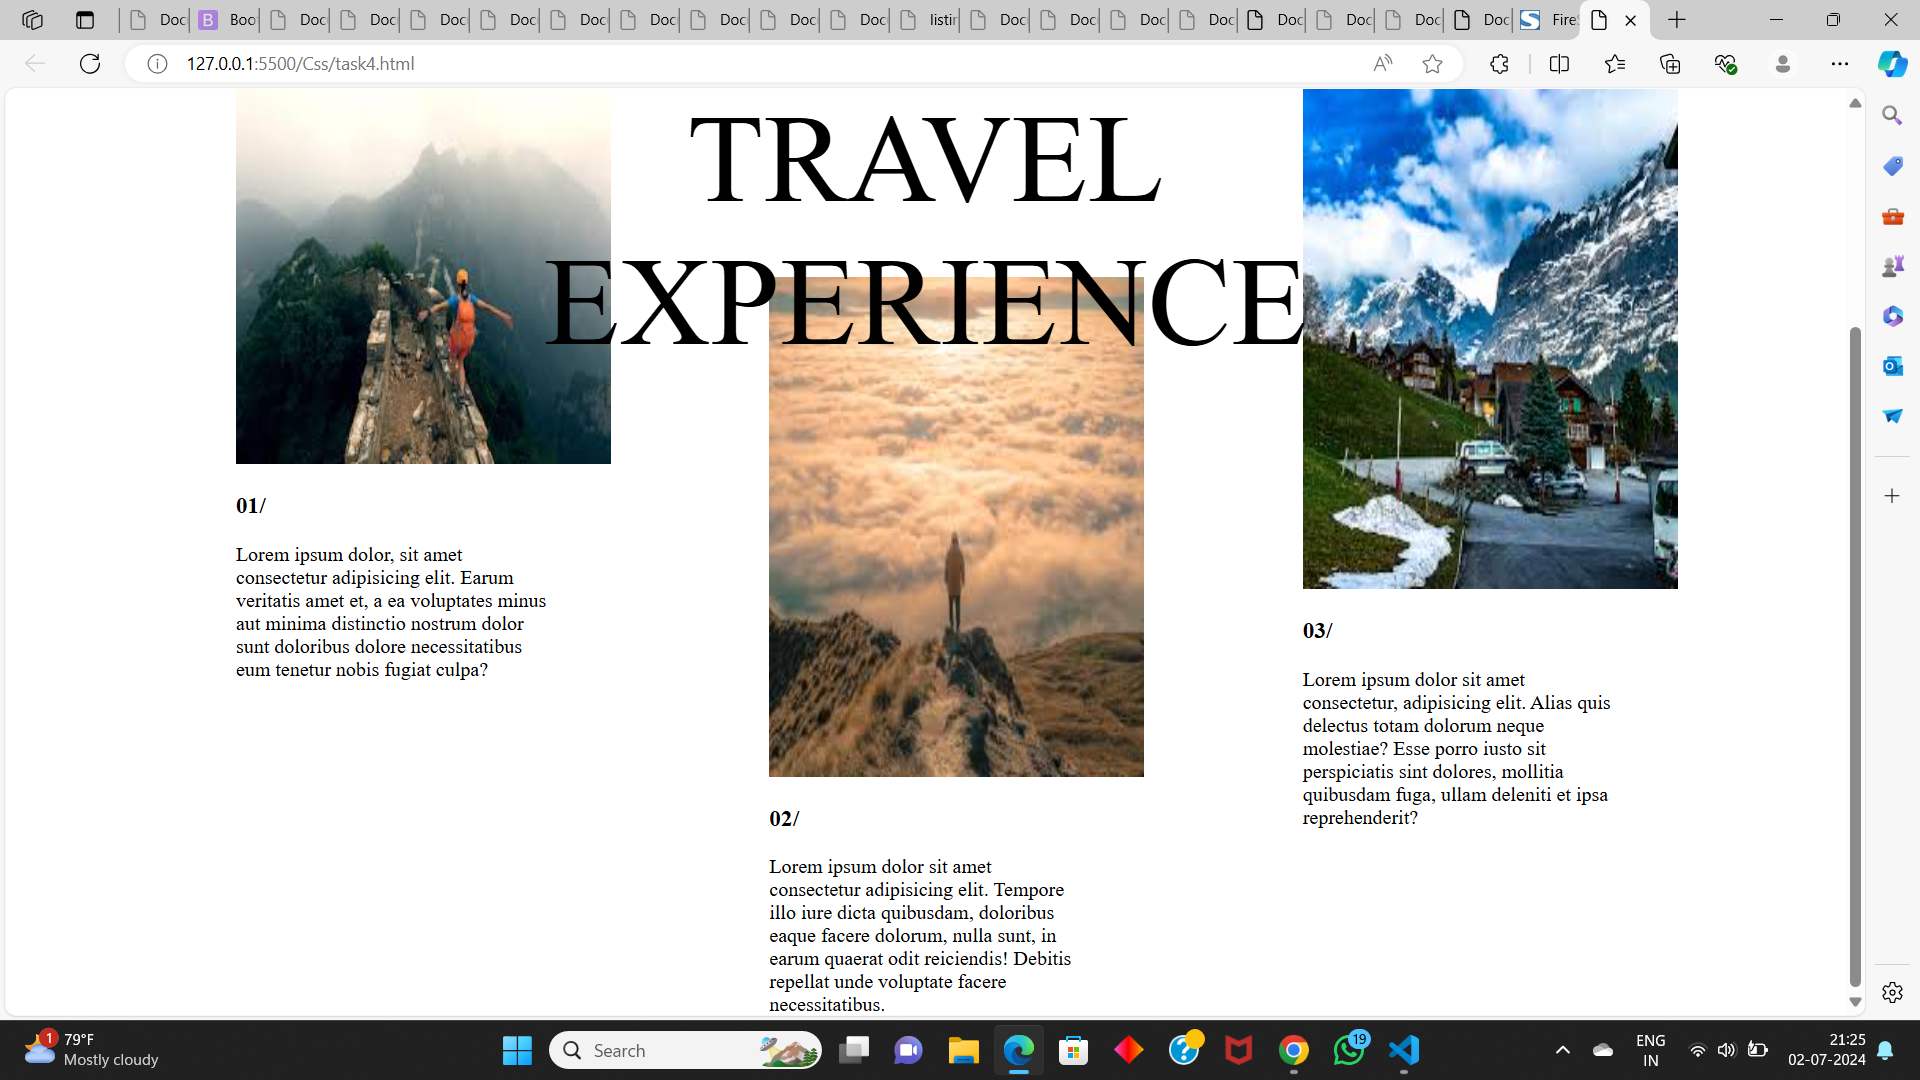 Doc
Boo
Doc
Doc
Doc
Doc
Doc
Doc
Doc
Doc
Doc
listin
Doc
Doc
Doc
Doc
Doc
Doc
Doc
Doc
Fire
127.0.0.1:5500/Css/task4.html
TRAVEL
EXPERIENCE
01/
Lorem ipsum dolor, sit amet
consectetur adipisicing elit. Earum
veritatis amet et, a ea voluptates minus
aut minima distinctio nostrum dolor
sunt doloribus dolore necessitatibus
eum tenetur nobis fugiat culpa?
02/
Lorem ipsum dolor sit amet
consectetur adipisicing elit. Tempore
illo iure dicta quibusdam, doloribus
eaque facere dolorum, nulla sunt, in
earum quaerat odit reiciendis! Debitis
repellat unde voluptate facere
necessitatibus.
03/
Lorem ipsum dolor sit amet
consectetur, adipisicing elit. Alias quis
delectus totam dolorum neque
molestiae? Esse porro iusto sit
perspiciatis sint dolores, mollitia
quibusdam fuga, ullam deleniti et ipsa
reprehenderit?
1
79°F
Mostly cloudy
Search
19
ENG
IN
21:25
02-07-2024